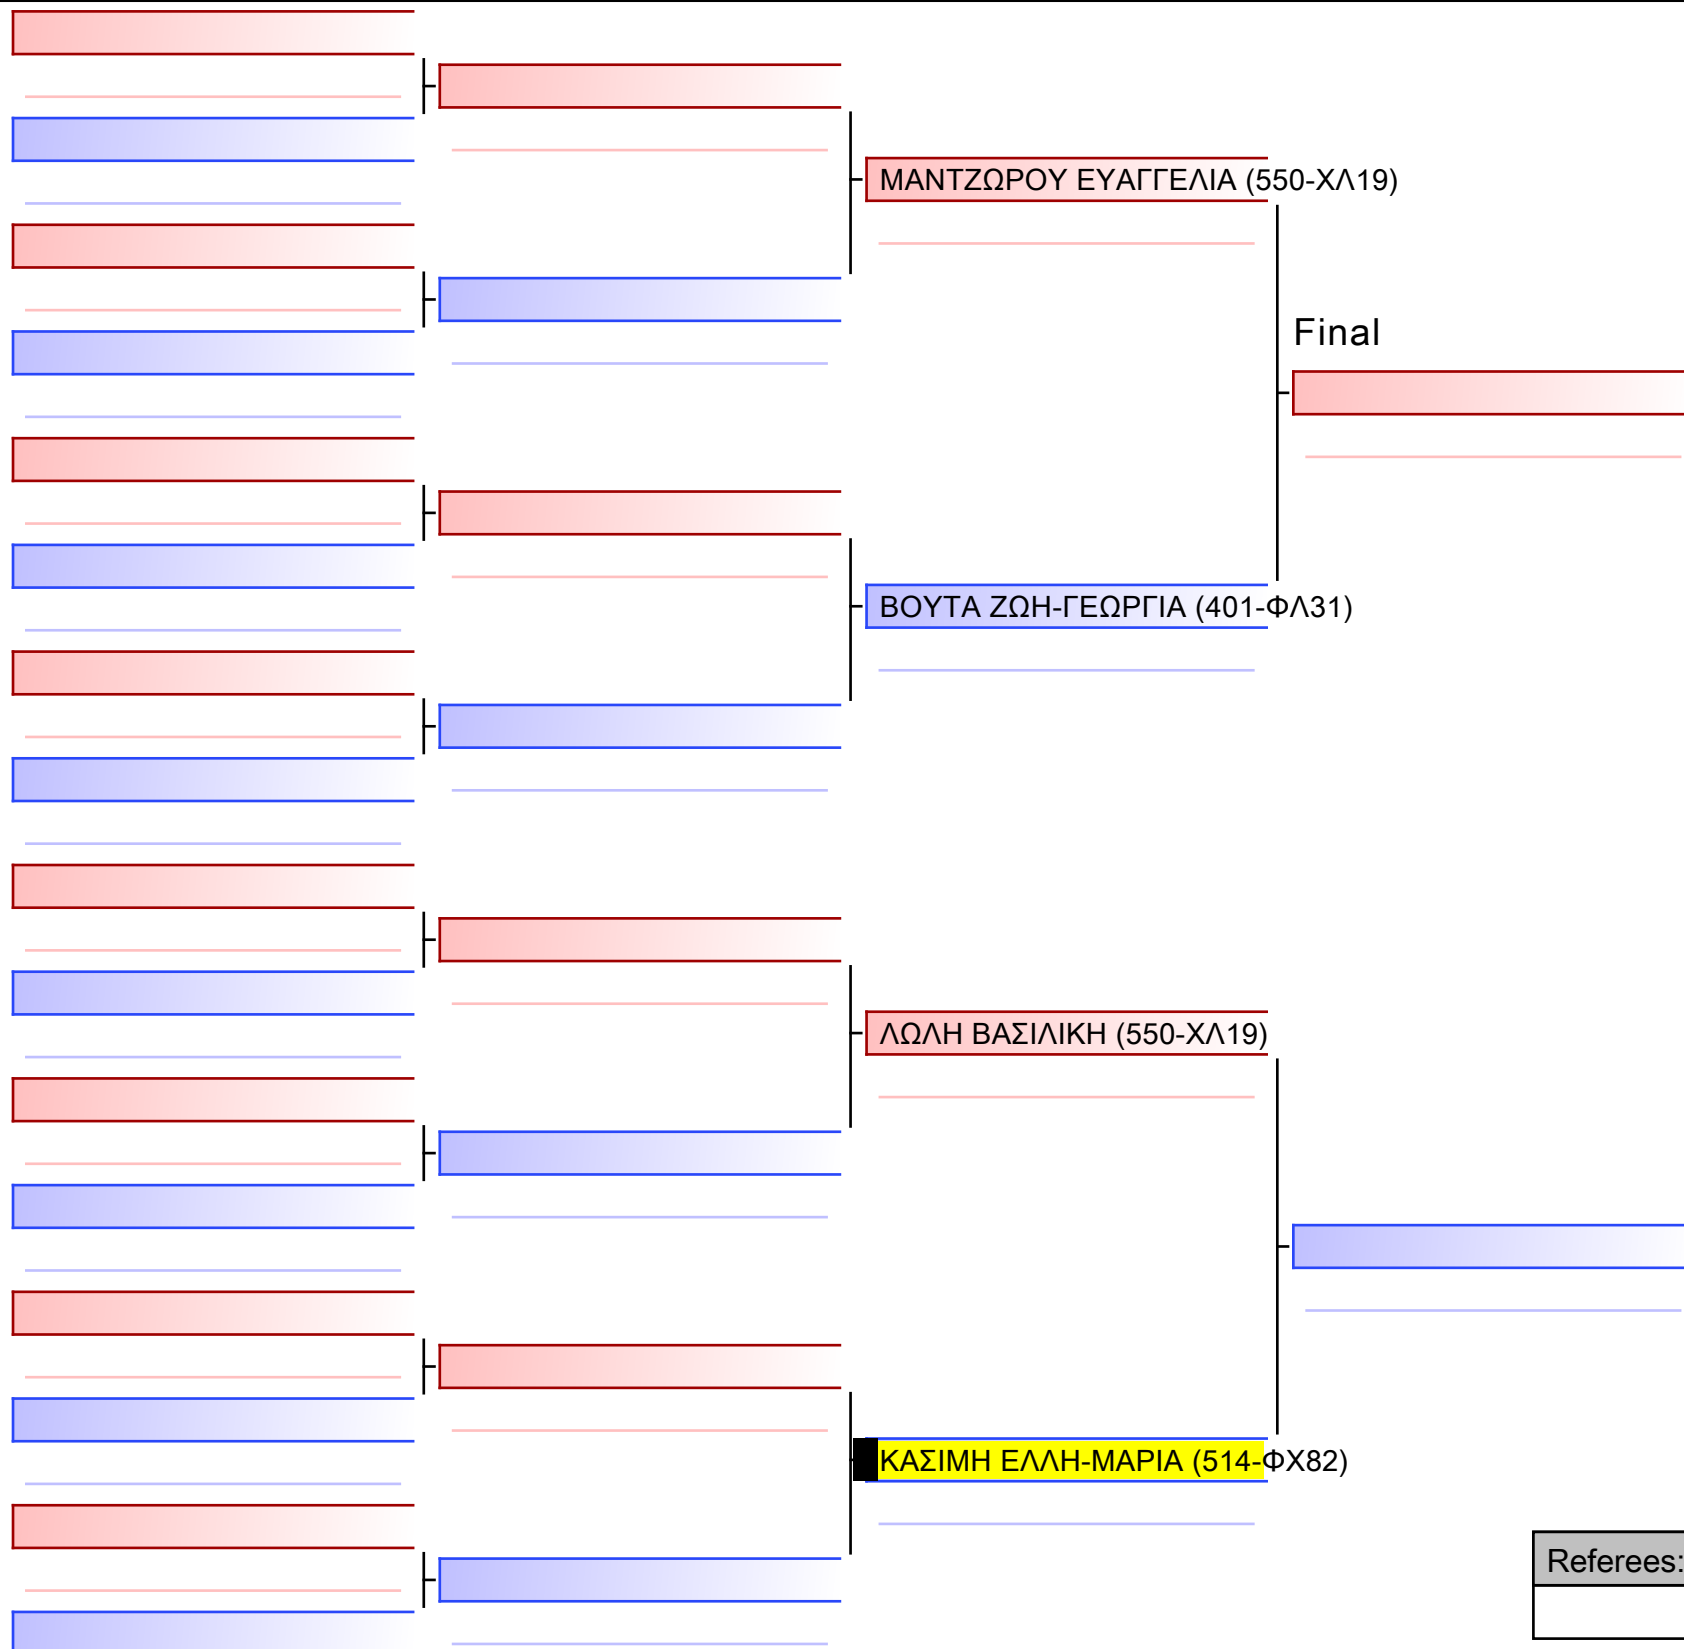 ΜΑΝΤΖΩΡΟΥ ΕΥΑΓΓΕΛΙΑ (550-ΧΛ19)
Final
ΒΟΥΤΑ ΖΩΗ-ΓΕΩΡΓΙΑ (401-ΦΛ31)
ΛΩΛΗ ΒΑΣΙΛΙΚΗ (550-ΧΛ19)
ΚΑΣΙΜΗ ΕΛΛΗ-ΜΑΡΙΑ (514-ΦΧ82)
Referees: